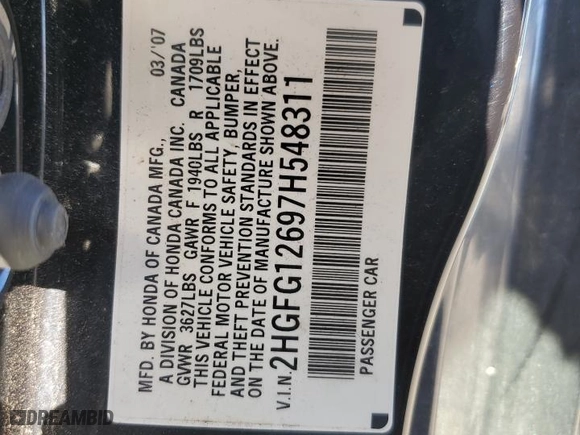 MFD. BY HONDA OF CANADA MFG., 03/'07
A DIVISION OF HONDA CANADA INC. CANADA
GVWR 3627LBS GAWR F 1940LBS R 1709LBS
THIS VEHICLE CONFORMS TO ALL APPLICABLE
FEDERAL MOTOR VEHICLE SAFETY, BUMPER,
AND THEFT PREVENTION STANDARDS IN EFFECT
ON THE DATE OF MANUFACTURE SHOWN ABOVE.
V.I.N. 2HGFG12697H548311
PASSENGER CAR
DREAMBID